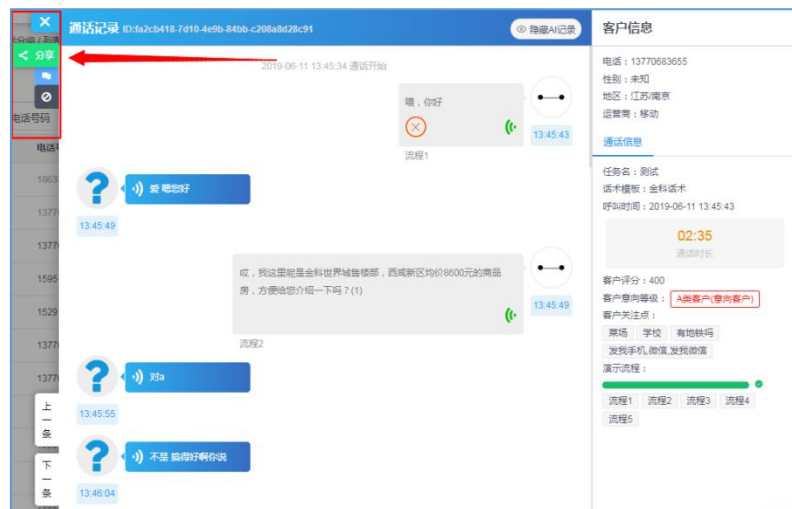 分组 / 列表
分享
电话号码
电话号
1863
1377
1377
1595
1529
1377
1377
上一条
下一条
通话记录 ID:fa2cb418-7d10-4e9b-84bb-c208a8d28c91
隐藏AI记录
2019-06-11 13:45:34 通话开始
喂，你好
13:45:43
流程1
爱 嗯您好
13:45:49
哎，我这里呢是金科世界城售楼部，西咸新区均价8600元的商品
房，方便给您介绍一下吗？(1)
13:45:49
流程2
对a
13:45:55
不是 搞得好啊你说
13:46:04
客户信息
电话：13770683655
性别：未知
地区：江苏/南京
运营商：移动
通话信息
任务名：测试
话术模板：金科话术
呼叫时间：2019-06-11 13:45:43
02:35
通话时长
客户评分：400
客户意向等级： A类客户(意向客户)
客户关注点：
菜场 学校 有地铁吗
发我手机,微信,发我微信
演示流程：
流程1 流程2 流程3 流程4
流程5